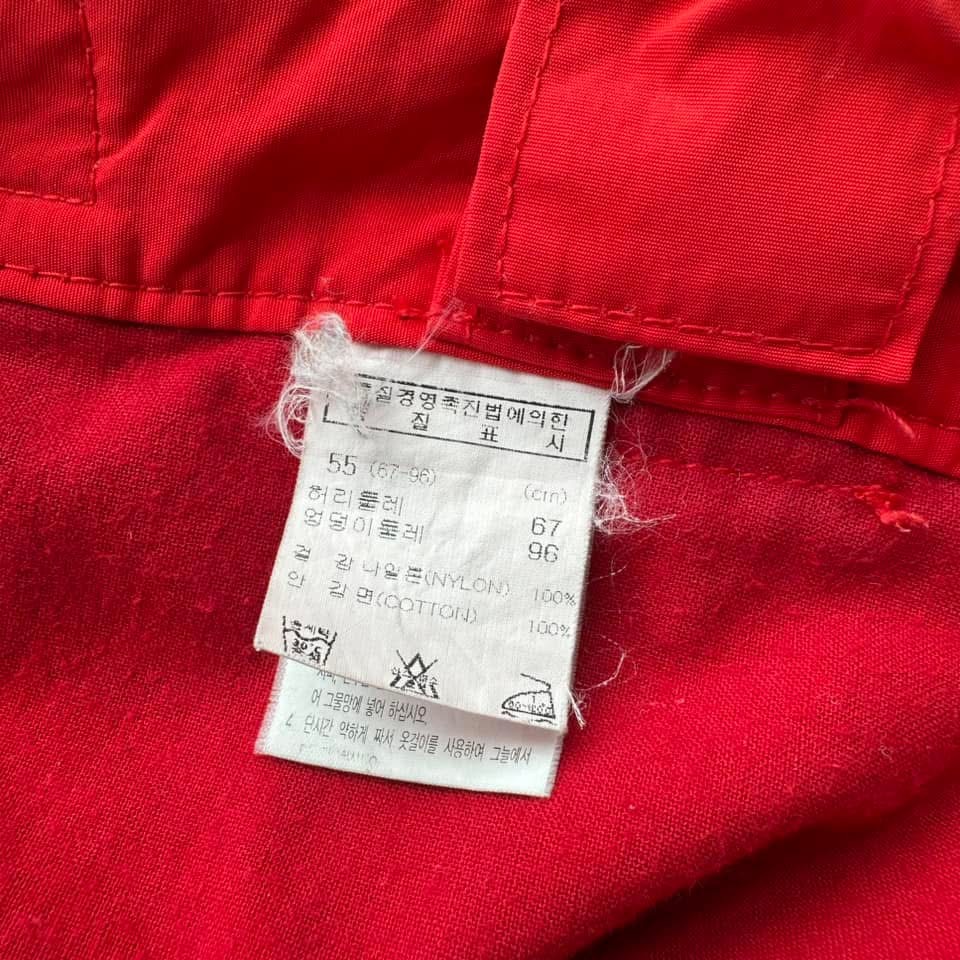 질경영촉진법에의한
질 표 시
55 (67-96) (cm)
허리둘레 67
엉덩이둘레 96
겉 감 나일론(NYLON) 100%
안 감 면(COTTON) 100%
어 그물망에 넣어 하십시오
4 단시간 약하게 짜서 옷걸이를 사용하여 그늘에서